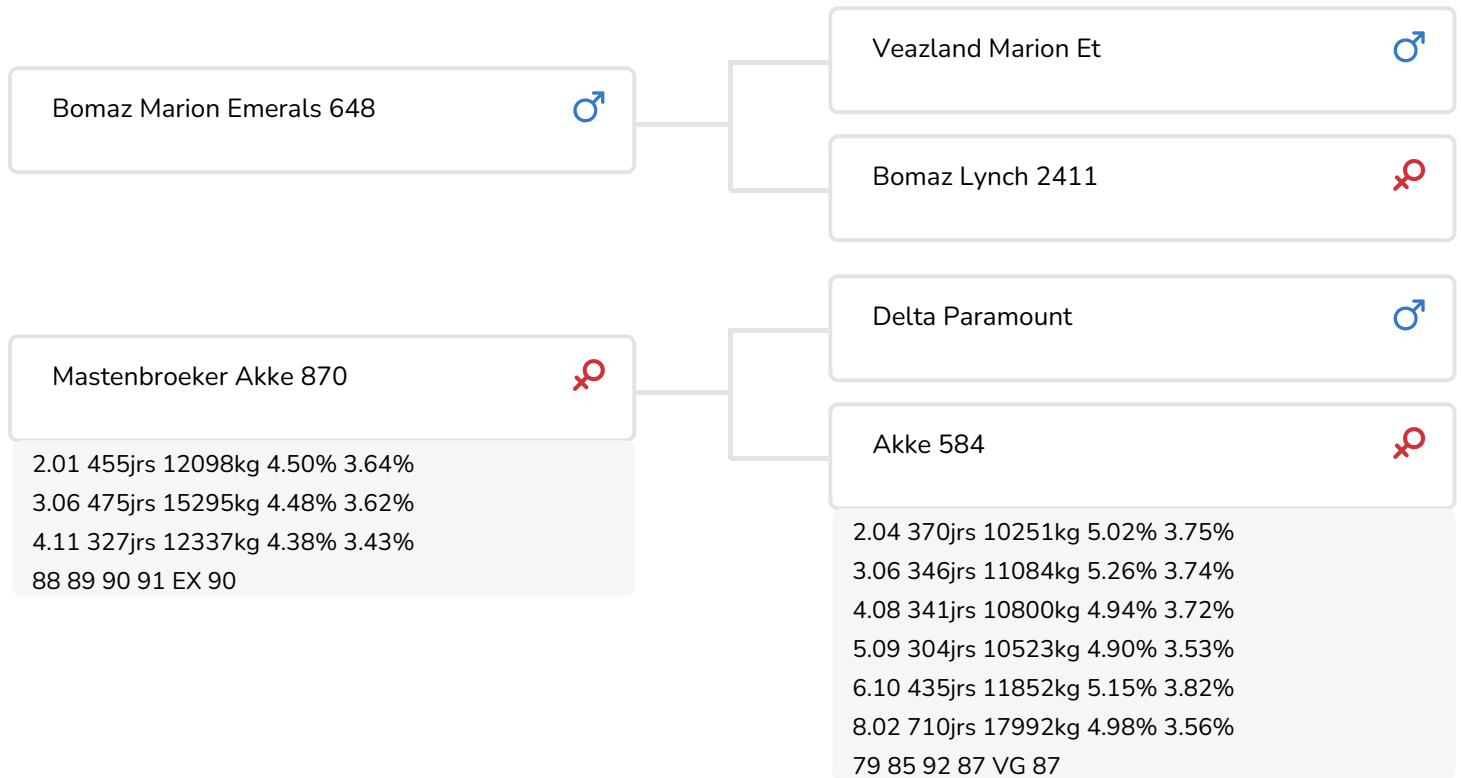 Bomaz Marion Emerals 648
Veazland Marion Et
Bomaz Lynch 2411
Mastenbroeker Akke 870
2.01 455jrs 12098kg 4.50% 3.64%
3.06 475jrs 15295kg 4.48% 3.62%
4.11 327jrs 12337kg 4.38% 3.43%
88 89 90 91 EX 90
Delta Paramount
Akke 584
2.04 370jrs 10251kg 5.02% 3.75%
3.06 346jrs 11084kg 5.26% 3.74%
4.08 341jrs 10800kg 4.94% 3.72%
5.09 304jrs 10523kg 4.90% 3.53%
6.10 435jrs 11852kg 5.15% 3.82%
8.02 710jrs 17992kg 4.98% 3.56%
79 85 92 87 VG 87